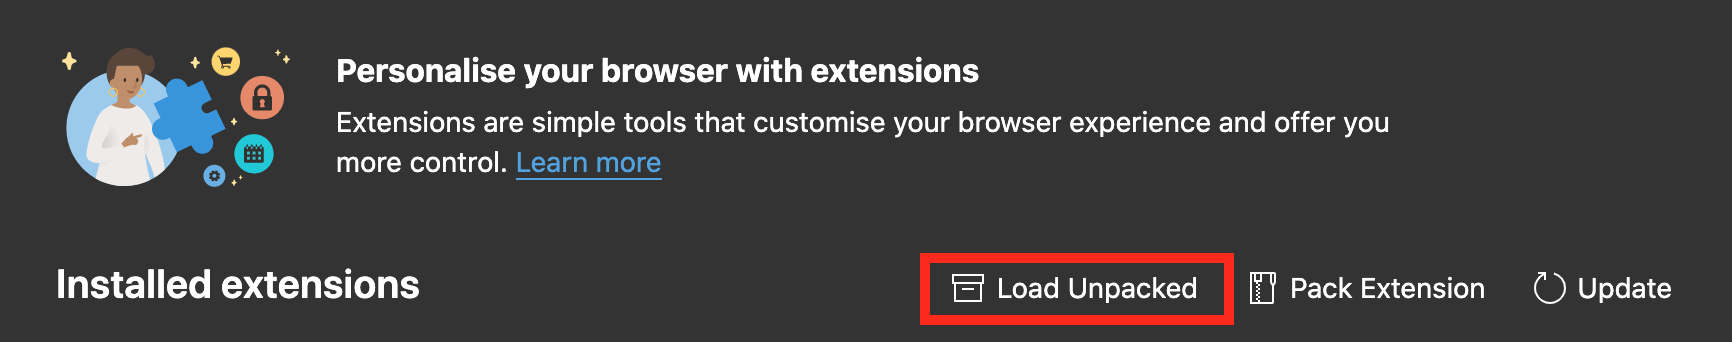 Personalise your browser with extensions
Extensions are simple tools that customise your browser experience and offer you
more control. Learn more
Installed extensions
Load Unpacked
Pack Extension
Update